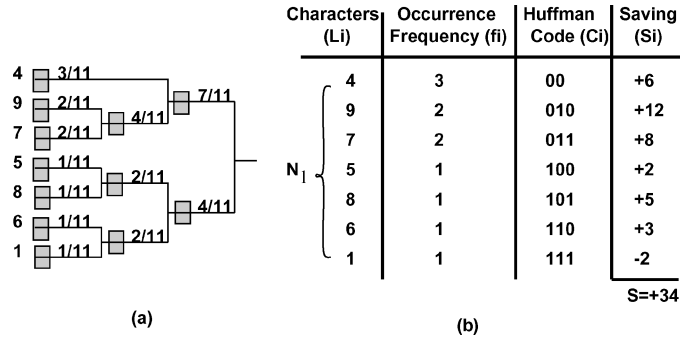 4 3/11
9 2/11
7 2/11
4/11
7/11
5 1/11
8 1/11
2/11
6 1/11
1 1/11
2/11
4/11
(a)
Characters (Li) Occurrence Frequency (fi) Huffman Code (Ci) Saving (Si)
N1
4 3 00 +6
9 2 010 +12
7 2 011 +8
5 1 100 +2
8 1 101 +5
6 1 110 +3
1 1 111 -2
S=+34
(b)